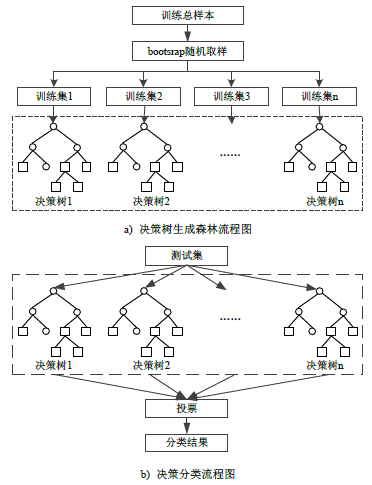 训练总样本
bootsrap随机取样
训练集1 训练集2 训练集3 训练集n
......
决策树1 决策树2 决策树n
a) 决策树生成森林流程图
测试集
......
决策树1 决策树2 决策树n
投票
分类结果
b) 决策分类流程图